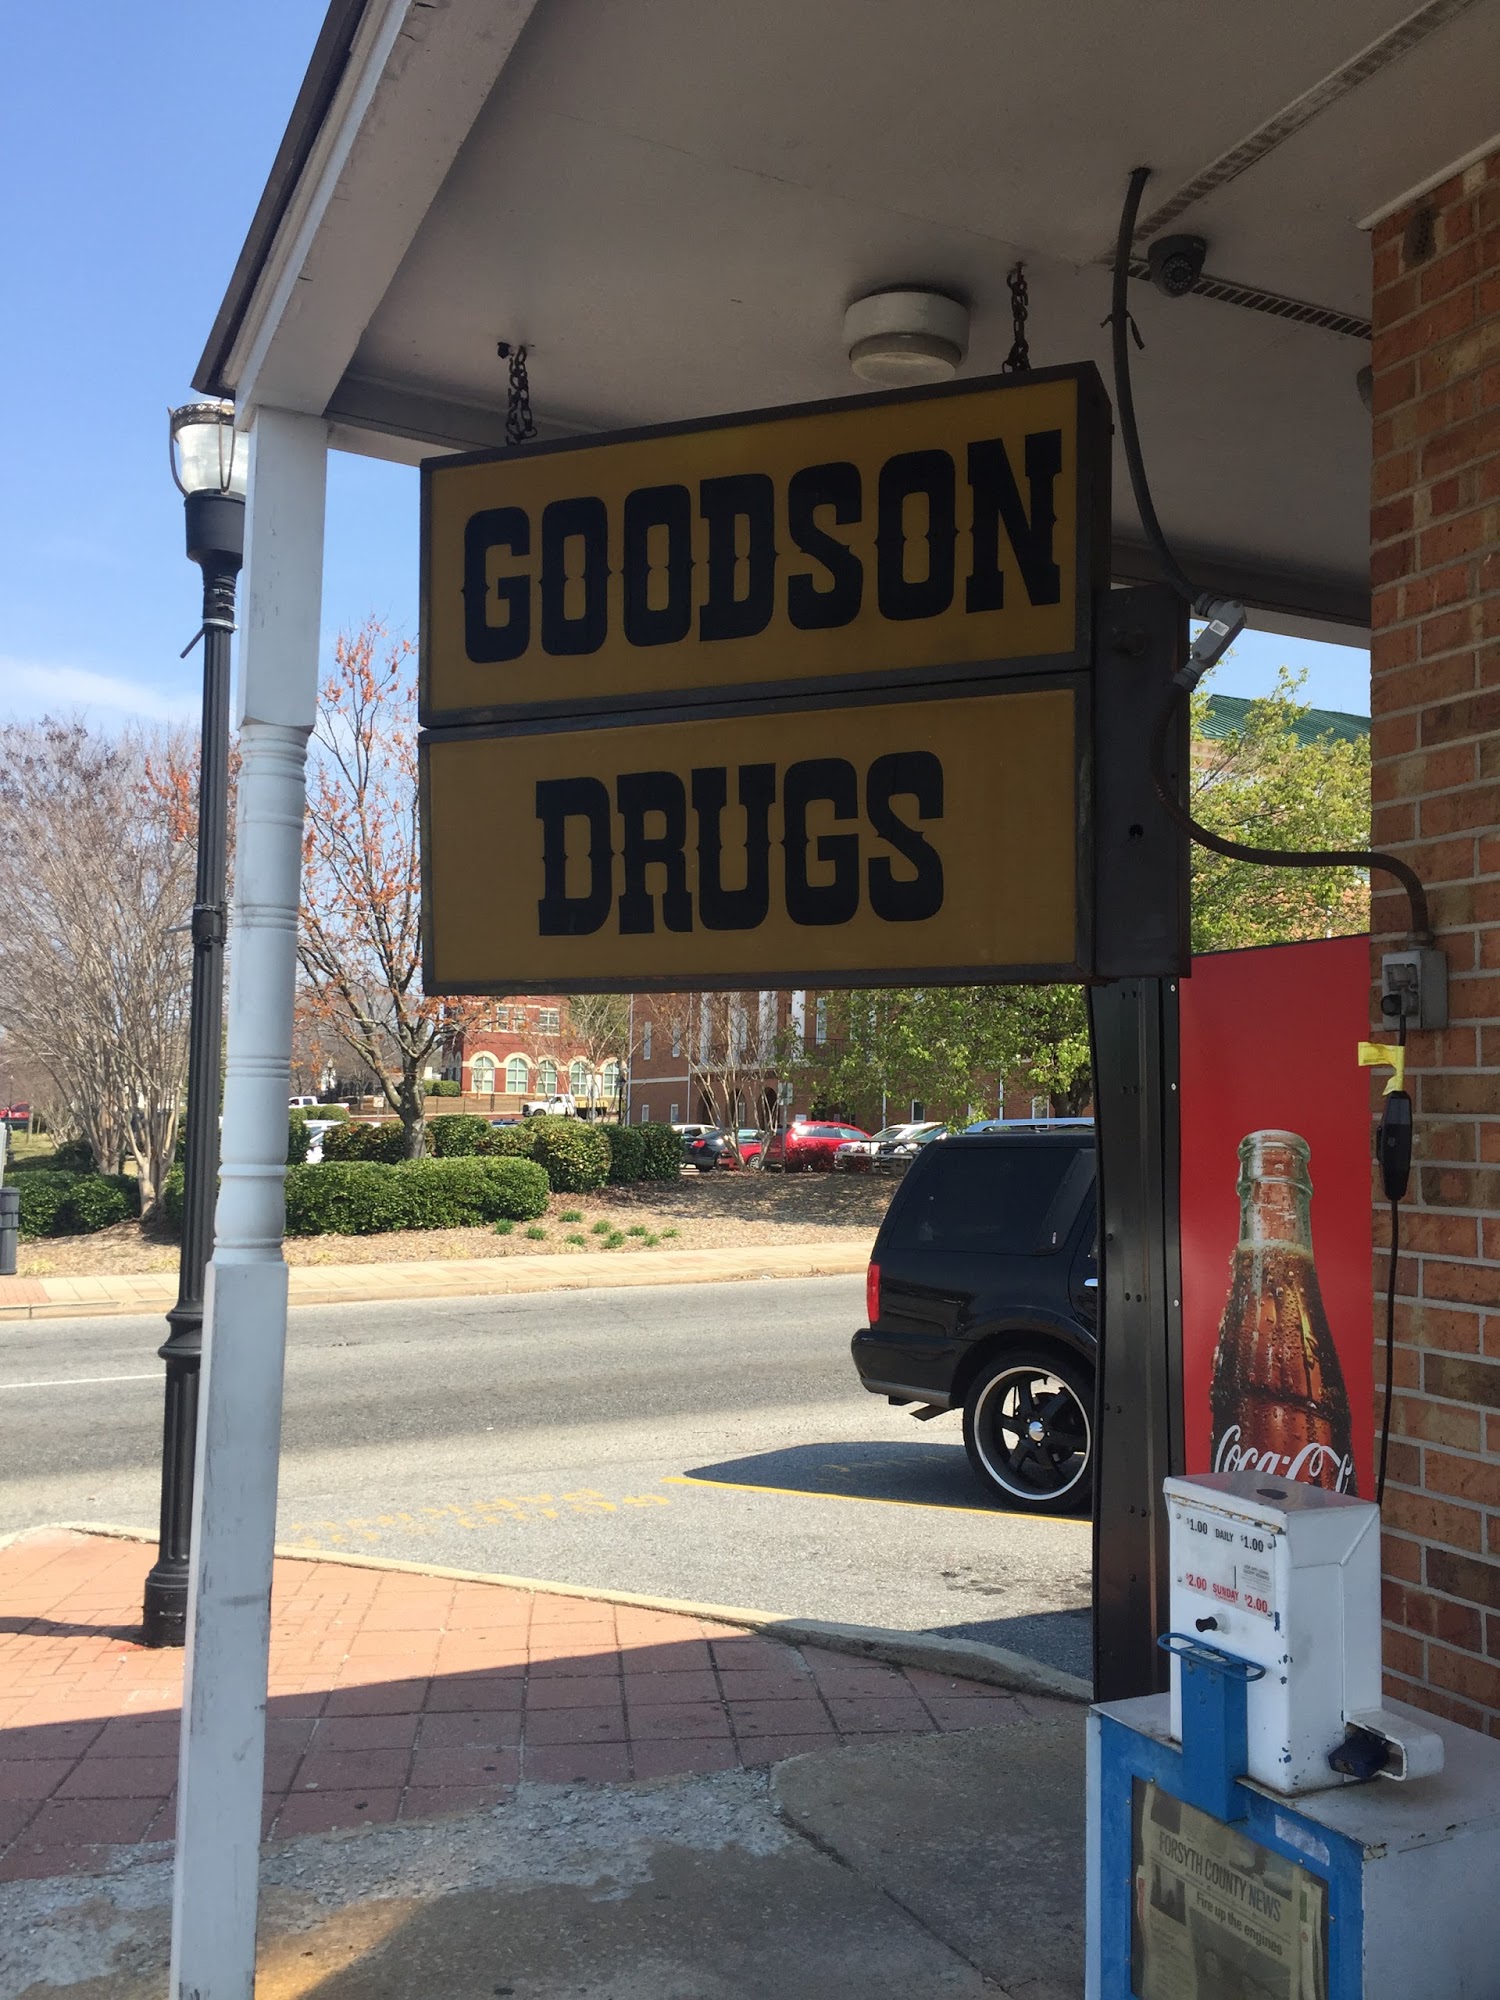 GOODSON
DRUGS
Coca-Col
$1.00 DAILY $1.00
$2.00 SUNDAY $2.00
FORSYTH COUNTY NEWS
Fire up the engines